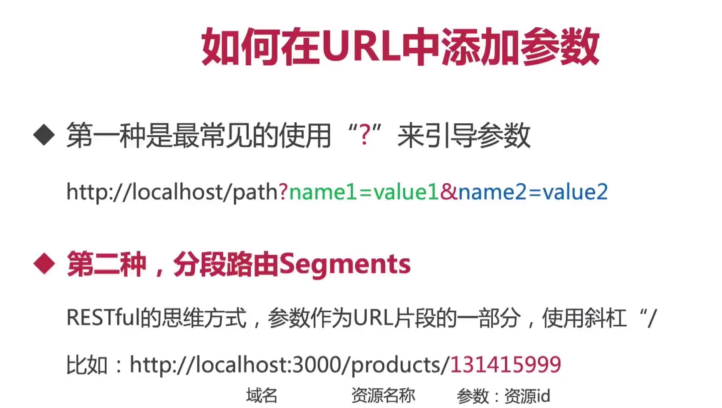 如何在URL中添加参数
◆ 第一种是最常见的使用“?”来引导参数
http://localhost/path?name1=value1&name2=value2
◆ 第二种，分段路由Segments
RESTful的思维方式，参数作为URL片段的一部分，使用斜杠“/
比如：http://localhost:3000/products/131415999
域名 资源名称 参数：资源id